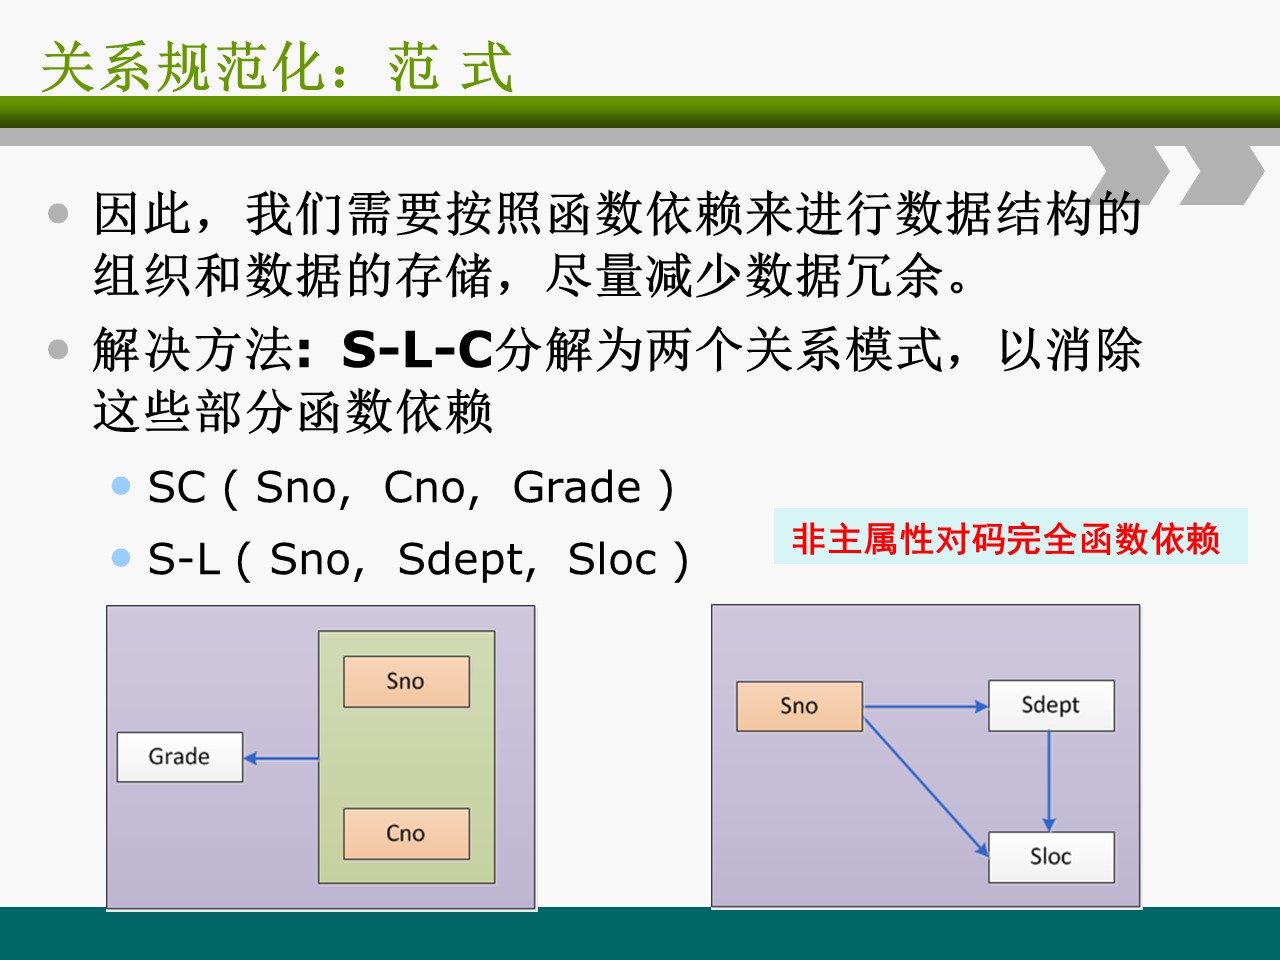 关系规范化：范 式
因此，我们需要按照函数依赖来进行数据结构的
组织和数据的存储，尽量减少数据冗余。
解决方法：S-L-C分解为两个关系模式，以消除
这些部分函数依赖
SC（Sno，Cno，Grade）
非主属性对码完全函数依赖
S-L（Sno，Sdept，Sloc）
Sno
Grade
Cno
Sno
Sdept
Sloc